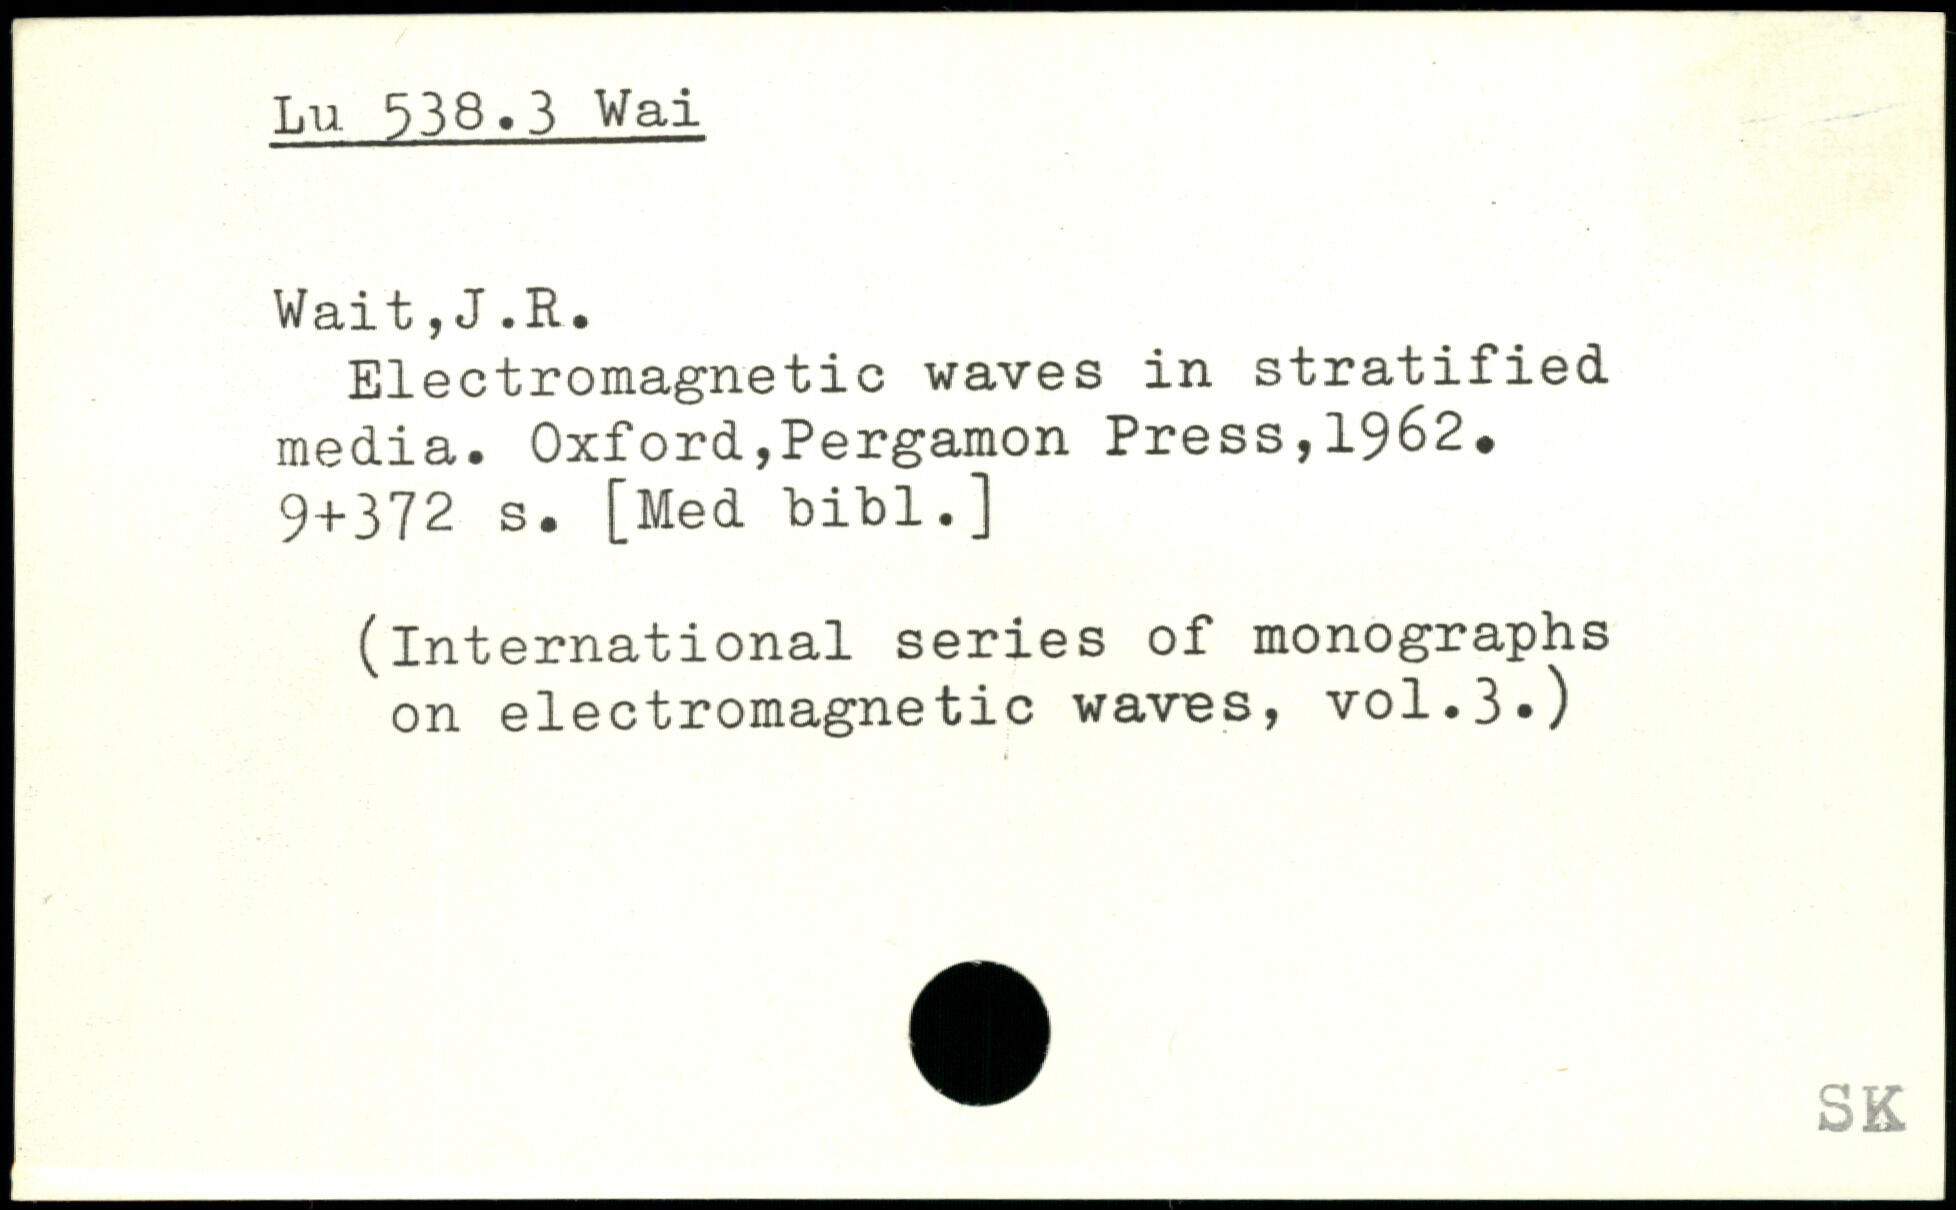 Lu 538.3 Wai
Wait,J.R.
Electromagnetic waves in stratified
media. Oxford,Pergamon Press,1962.
9+372 s. [Med bibl.]
(International series of monographs
on electromagnetic waves, vol.3.)
SK